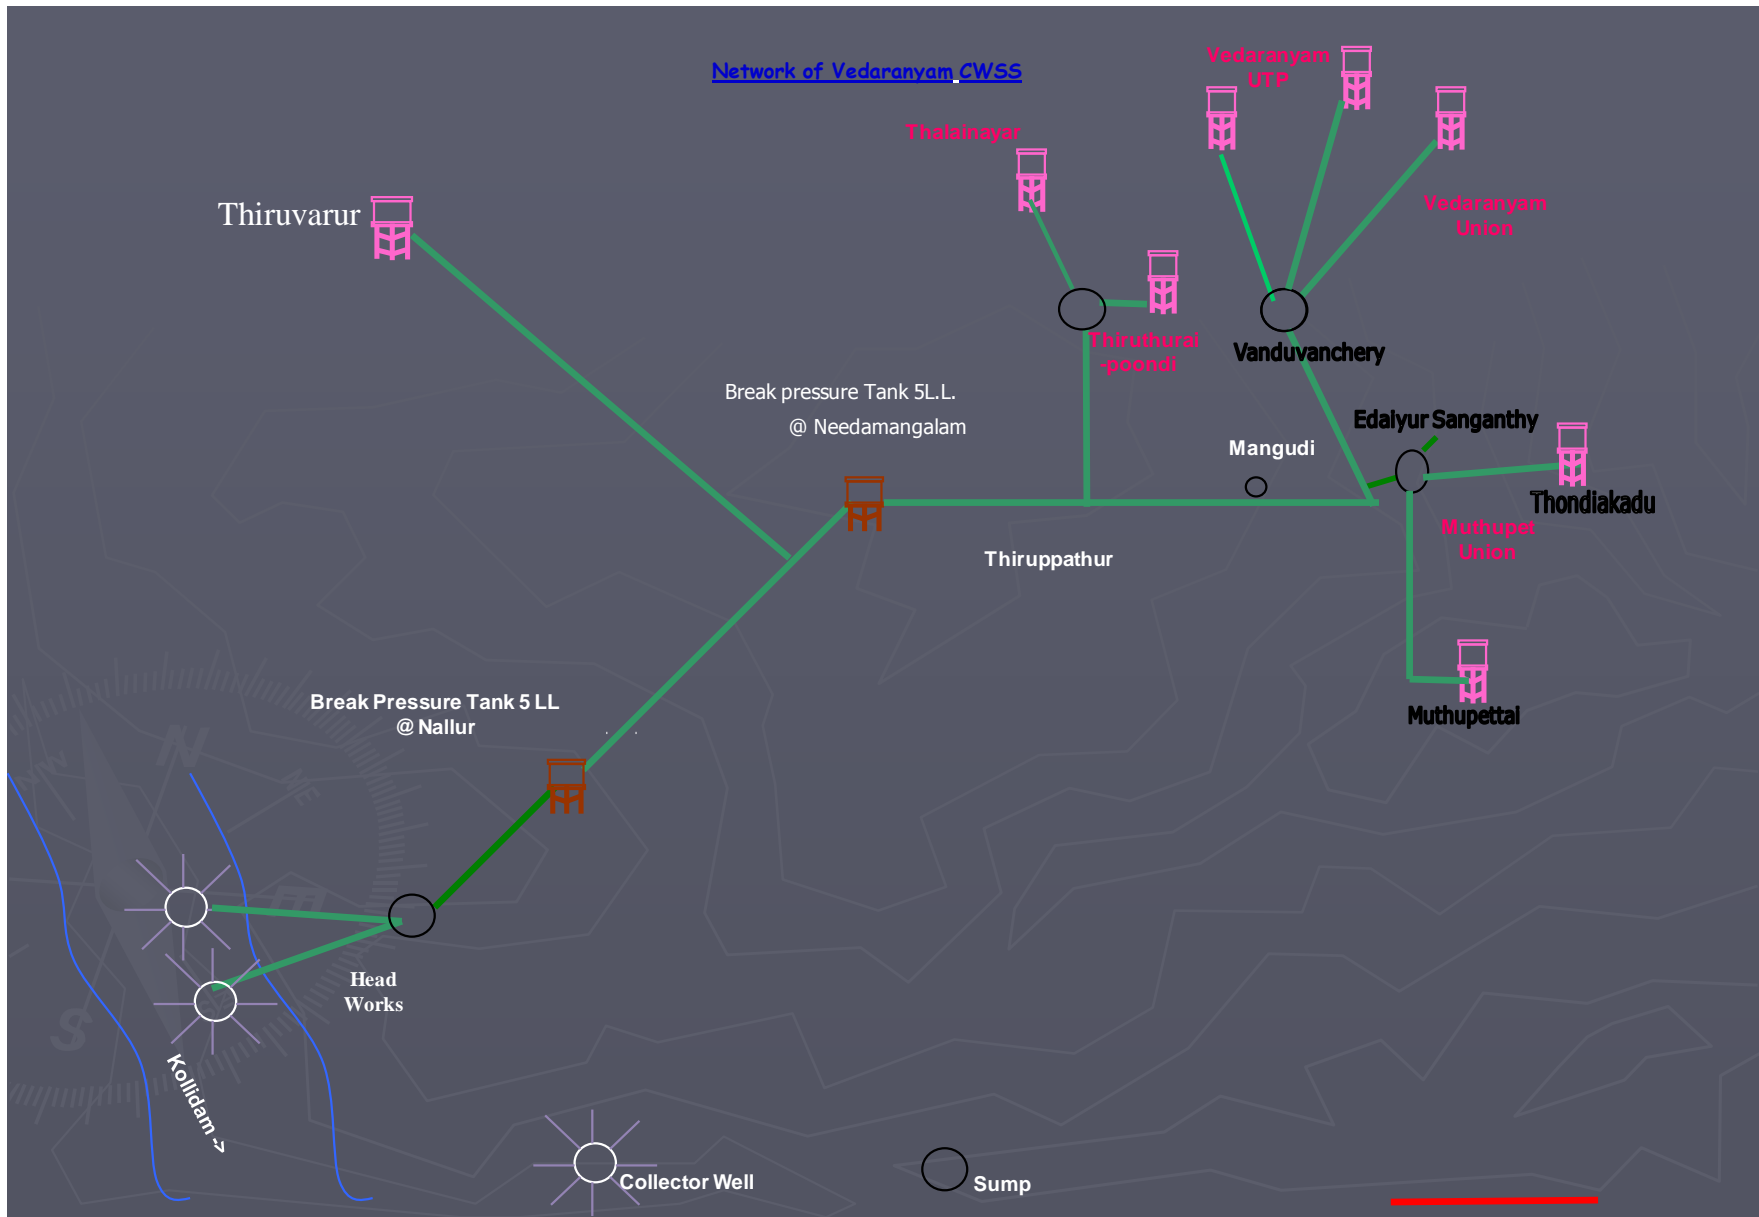 Network of Vedaranyam CWSS
Vedaranyam
UTP
Thalainayar
Thiruvarur
Vedaranyam
Union
Thiruthurai
-poondi
Vanduvanchery
Break pressure Tank 5L.L.
@ Needamangalam
Edaiyur Sanganthy
Mangudi
Thondiakadu
Muthupet
Union
Thiruppathur
Break Pressure Tank 5 LL
@ Nallur
Muthupettai
N
NE
NW
E
S
Head
Works
Kollidam ->
Collector Well
Sump